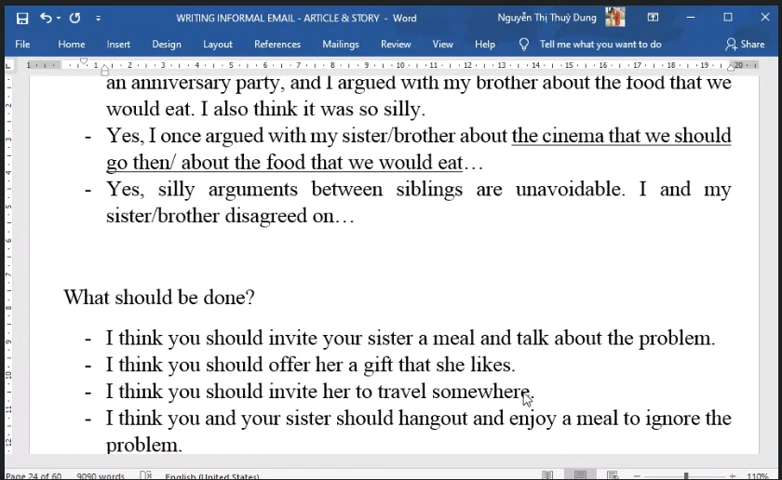 WRITING INFORMAL EMAIL - ARTICLE & STORY - Word
Nguyễn Thị Thuỳ Dung
File Home Insert Design Layout References Mailings Review View Help Tell me what you want to do Share
an anniversary party, and I argued with my brother about the food that we
would eat. I also think it was so silly.
- Yes, I once argued with my sister/brother about the cinema that we should
go then/ about the food that we would eat…
- Yes, silly arguments between siblings are unavoidable. I and my
sister/brother disagreed on…
What should be done?
- I think you should invite your sister a meal and talk about the problem.
- I think you should offer her a gift that she likes.
- I think you should invite her to travel somewhere.
- I think you and your sister should hangout and enjoy a meal to ignore the
problem.
Page 24 of 60 9090 words English (United States) 110%